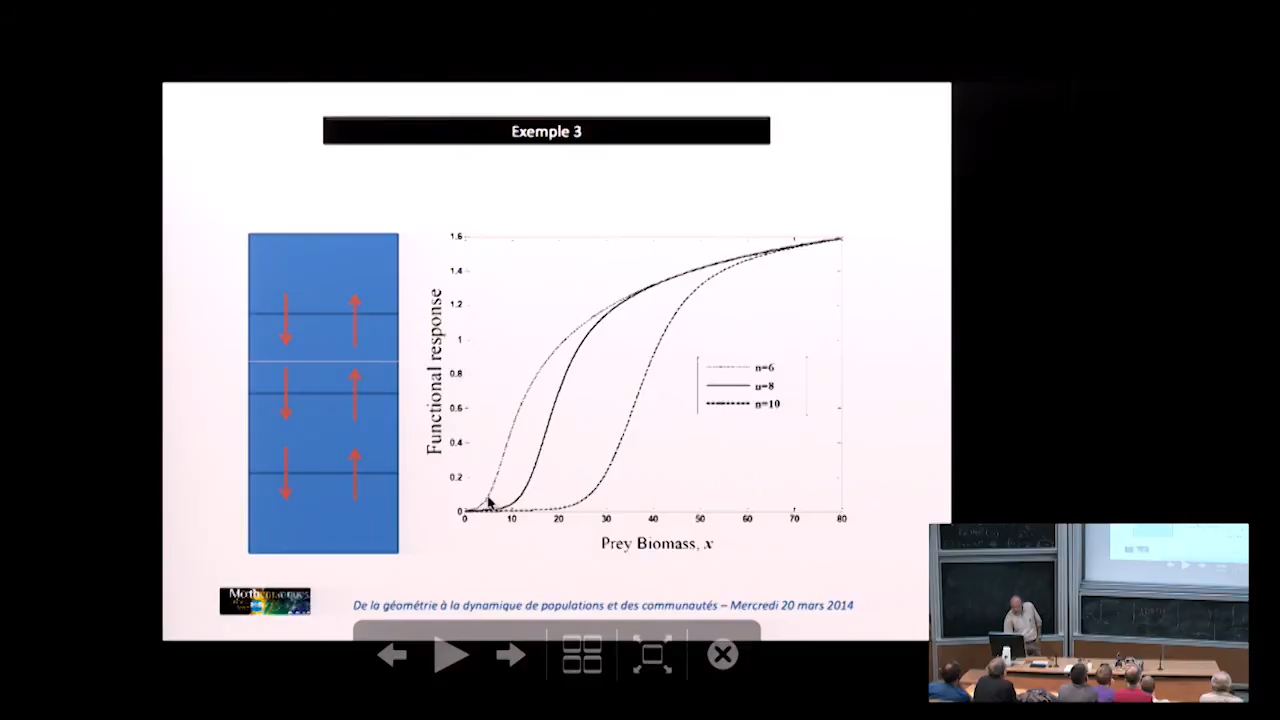 Exemple 3
Functional response
1.6
1.4
1.2
1
0.8
0.6
0.4
0.2
0
0 10 20 30 40 50 60 70 80
n=6
n=8
n=10
Prey Biomass, x
De la géométrie à la dynamique de populations et des communautés – Mercredi 20 mars 2014